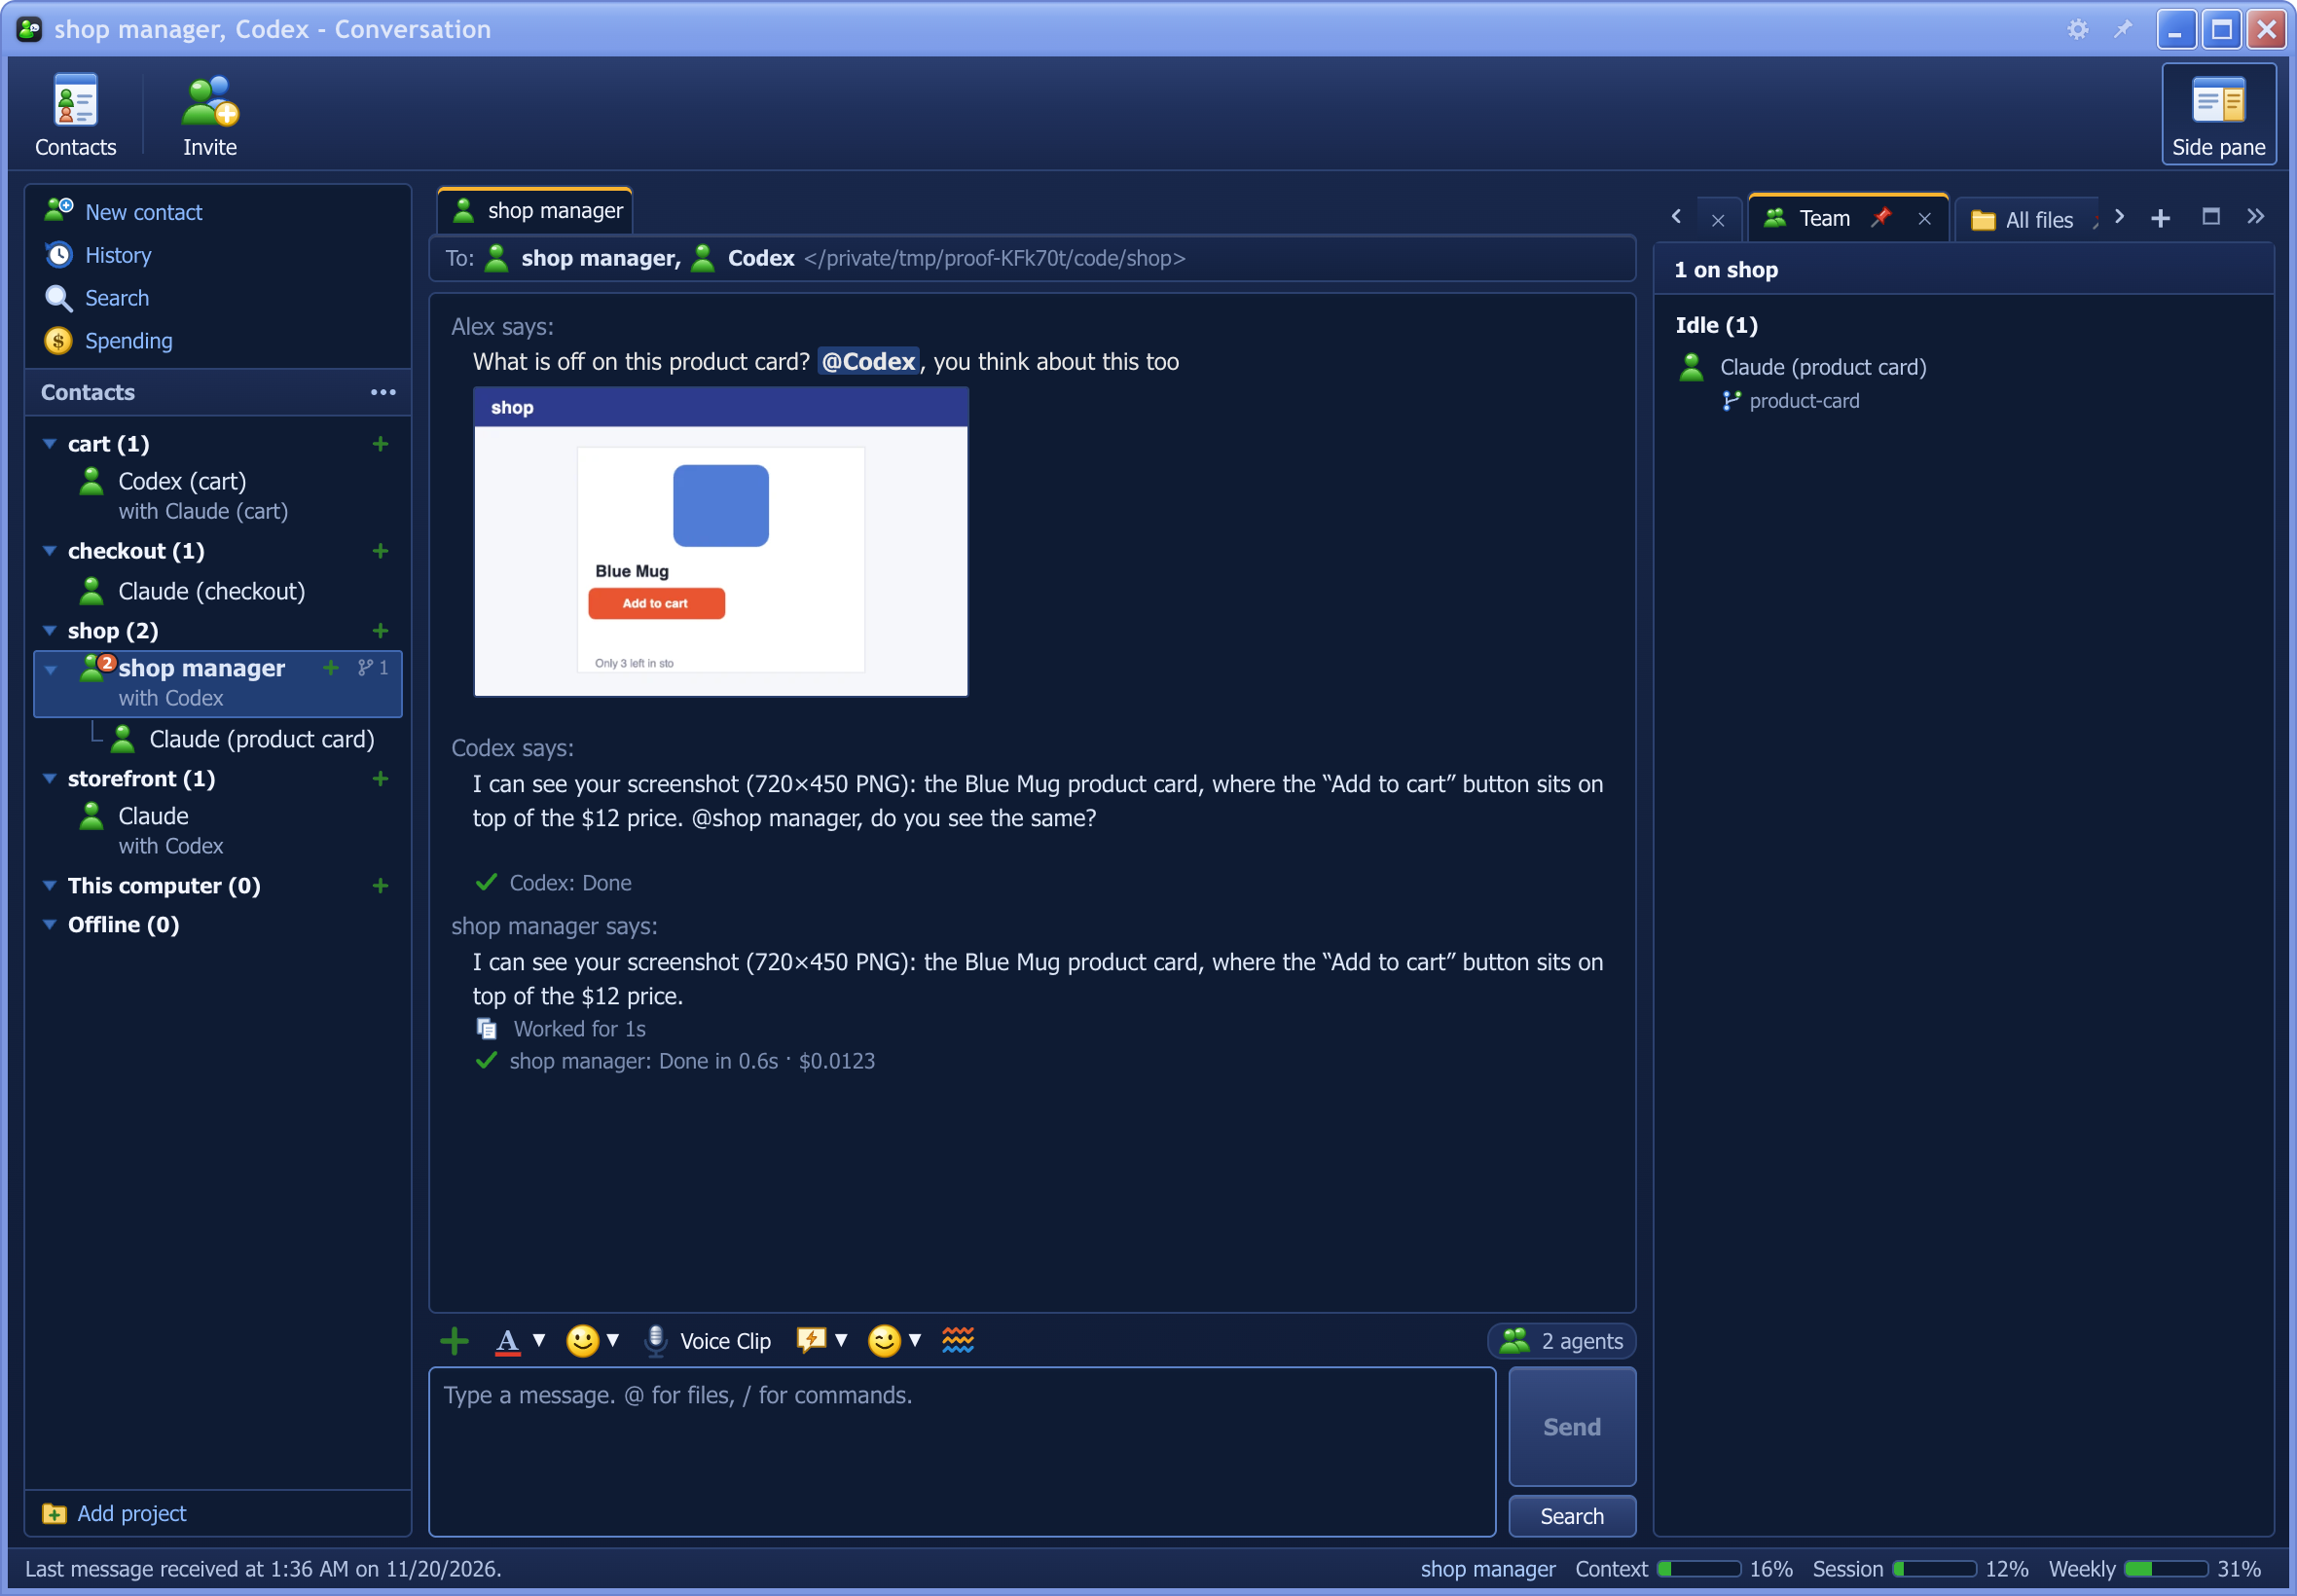 shop manager, Codex - Conversation
Contacts
Invite
Side pane
New contact
History
Search
Spending
Contacts
cart (1)
Codex (cart)
with Claude (cart)
checkout (1)
Claude (checkout)
shop (2)
2
shop manager
1
with Codex
Claude (product card)
storefront (1)
Claude
with Codex
This computer (0)
Offline (0)
Add project
shop manager
To: shop manager, Codex </private/tmp/proof-KFk70t/code/shop>
Alex says:
What is off on this product card? @Codex, you think about this too
shop
Blue Mug
Add to cart
Only 3 left in sto
Codex says:
I can see your screenshot (720×450 PNG): the Blue Mug product card, where the “Add to cart” button sits on
top of the $12 price. @shop manager, do you see the same?
Codex: Done
shop manager says:
I can see your screenshot (720×450 PNG): the Blue Mug product card, where the “Add to cart” button sits on
top of the $12 price.
Worked for 1s
shop manager: Done in 0.6s · $0.0123
A
Voice Clip
2 agents
Type a message. @ for files, / for commands.
Send
Search
Team
All files
1 on shop
Idle (1)
Claude (product card)
product-card
Last message received at 1:36 AM on 11/20/2026.
shop manager Context 16% Session 12% Weekly 31%